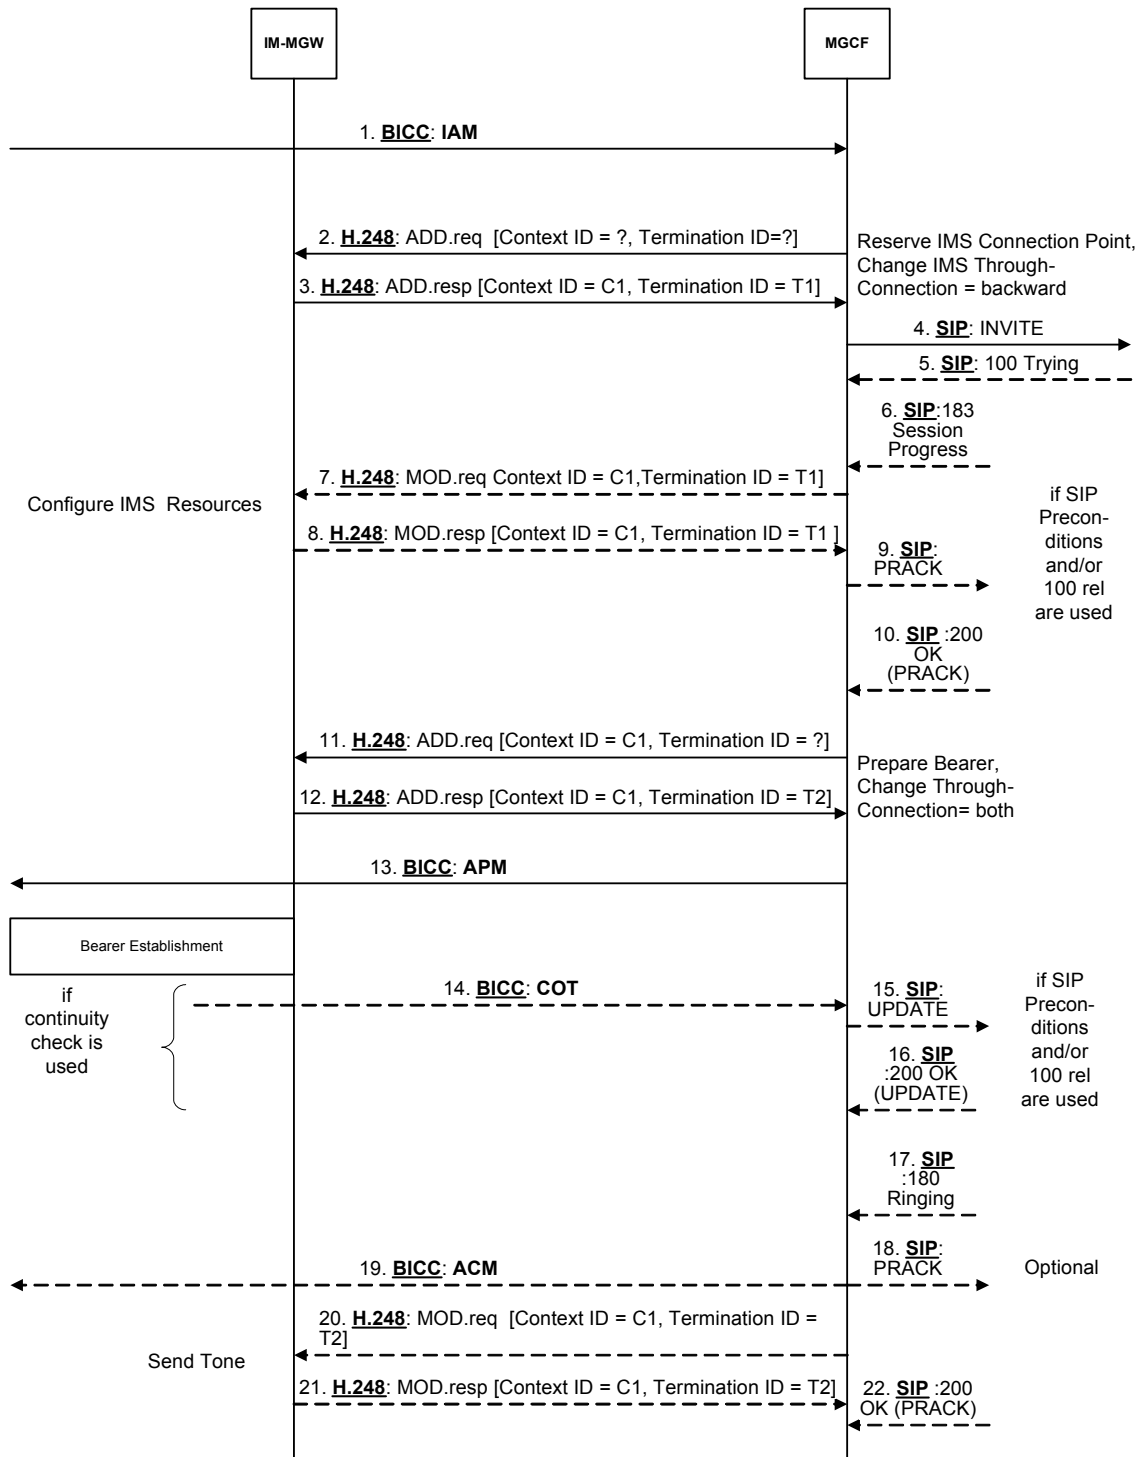 IM-MGW
MGCF
1. BICC: IAM
2. H.248: ADD.req [Context ID = ?, Termination ID=?]
Reserve IMS Connection Point,
Change IMS Through-
Connection = backward
3. H.248: ADD.resp [Context ID = C1, Termination ID = T1]
4. SIP: INVITE
5. SIP: 100 Trying
6. SIP:183
Session
Progress
7. H.248: MOD.req Context ID = C1,Termination ID = T1]
Configure IMS Resources
8. H.248: MOD.resp [Context ID = C1, Termination ID = T1 ]
if SIP
Precon-
ditions
and/or
100 rel
are used
9. SIP:
PRACK
10. SIP :200
OK
(PRACK)
11. H.248: ADD.req [Context ID = C1, Termination ID = ?]
Prepare Bearer,
Change Through-
Connection= both
12. H.248: ADD.resp [Context ID = C1, Termination ID = T2]
13. BICC: APM
Bearer Establishment
if
continuity
check is
used
14. BICC: COT
15. SIP:
UPDATE
if SIP
Precon-
ditions
and/or
100 rel
are used
16. SIP
:200 OK
(UPDATE)
17. SIP
:180
Ringing
18. SIP:
PRACK
Optional
19. BICC: ACM
20. H.248: MOD.req [Context ID = C1, Termination ID =
T2]
Send Tone
21. H.248: MOD.resp [Context ID = C1, Termination ID = T2]
22. SIP :200
OK (PRACK)